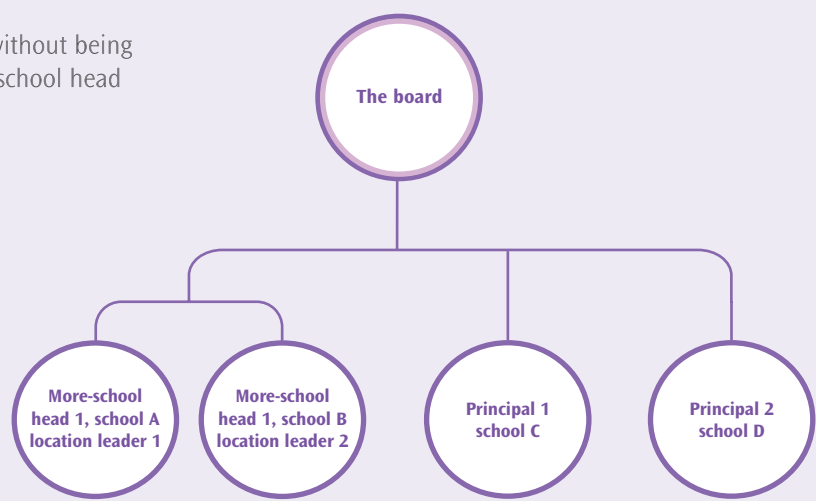 without being
school head
The board
More-school
head 1, school A
location leader 1
More-school
head 1, school B
location leader 2
Principal 1
school C
Principal 2
school D